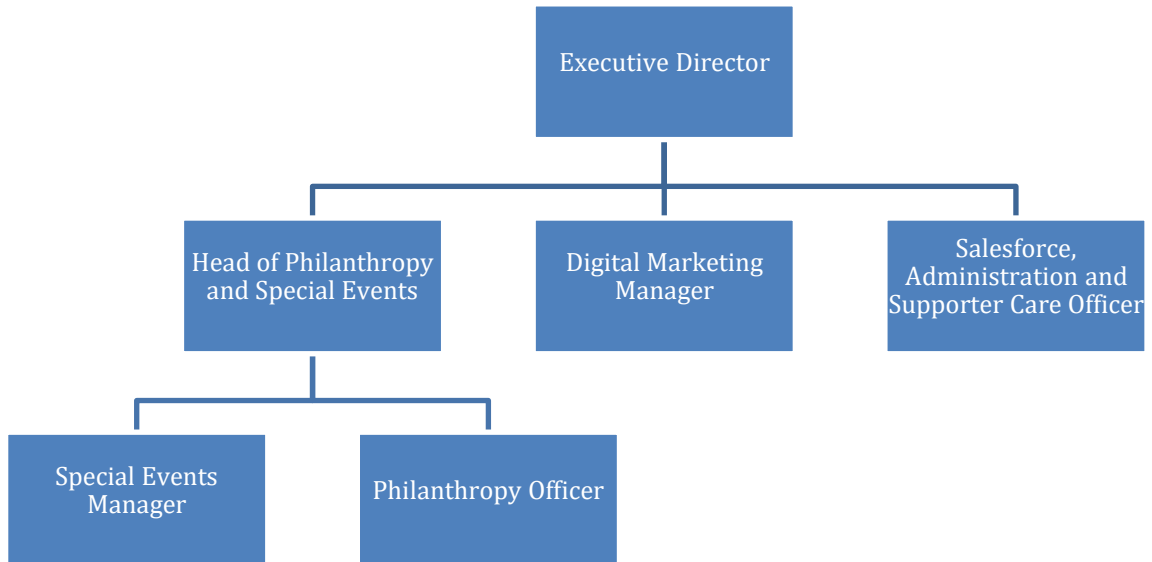 Executive Director
Head of Philanthropy
and Special Events
Digital Marketing
Manager
Salesforce,
Administration and
Supporter Care Officer
Special Events
Manager
Philanthropy Officer